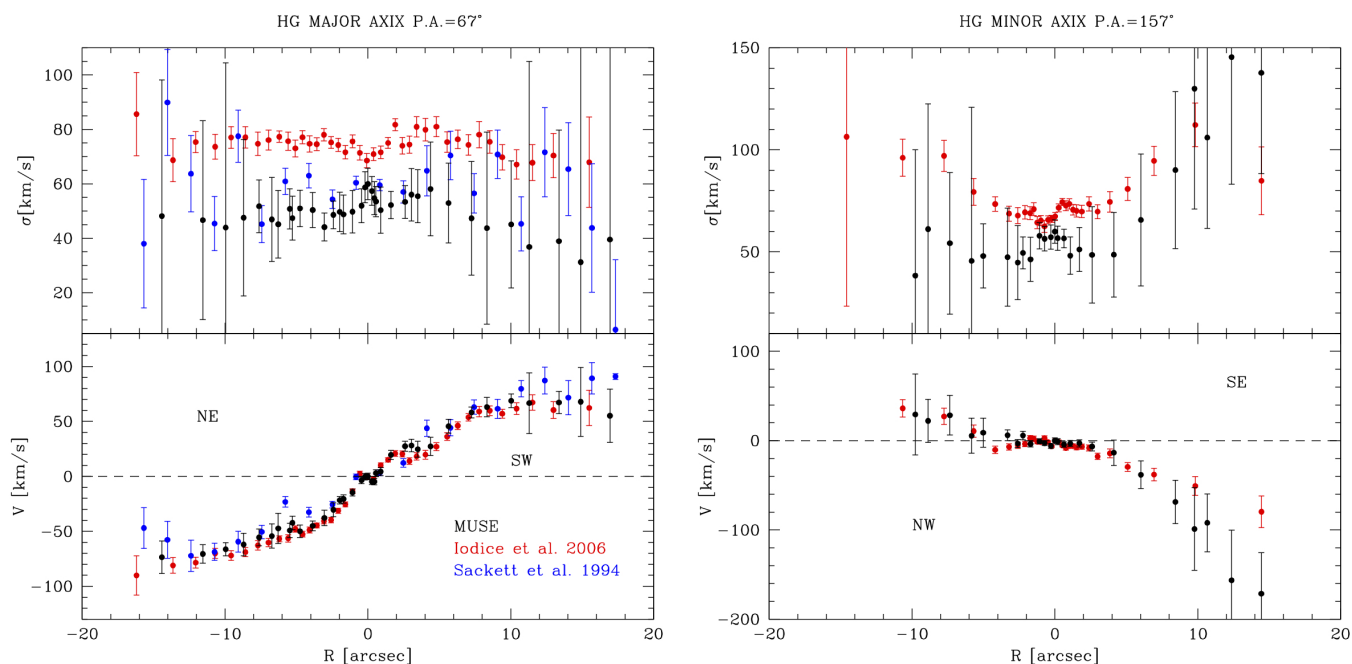 HG MAJOR AXIX P.A.=67°
100
80
60
40
20
σ[km/s]
100
50
0
−50
−100
V [km/s]
NE
SW
MUSE
Iodice et al. 2006
Sackett et al. 1994
−20
−10
0
10
20
R [arcsec]
HG MINOR AXIX P.A.=157°
150
100
50
0
σ[km/s]
100
0
−100
−200
V [km/s]
SE
NW
−20
−10
0
10
20
R [arcsec]